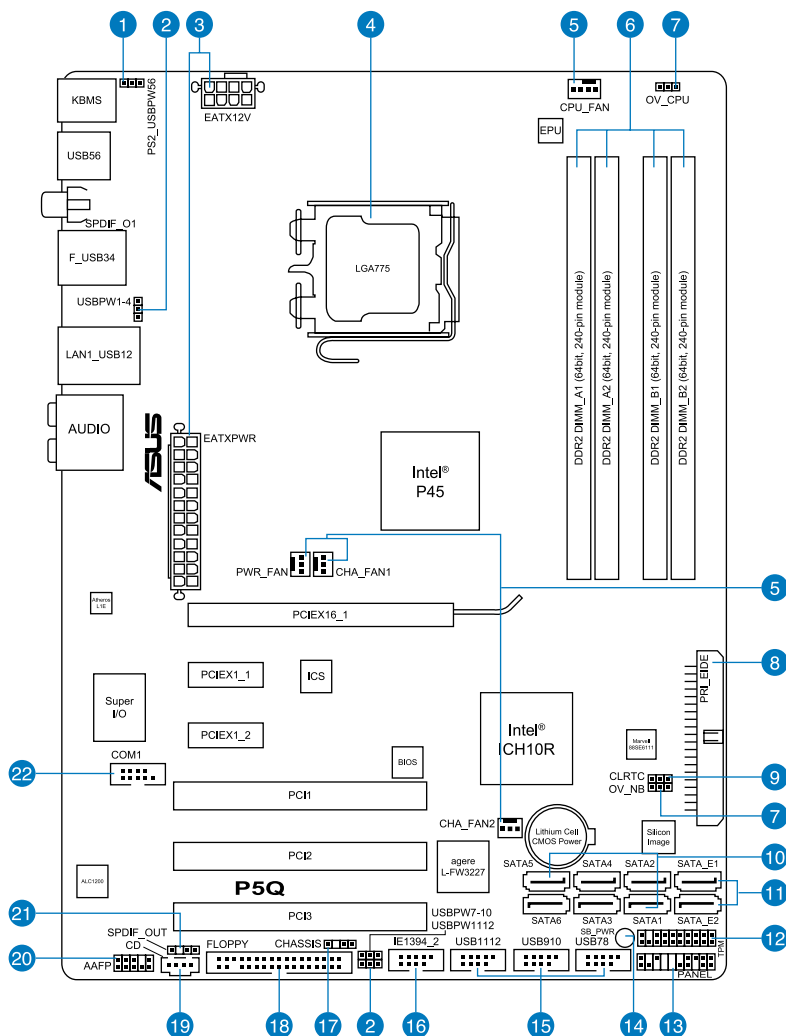 1 2 3 4 5 6 7
KBMS
PS2_USBPW56
EATX12V
CPU_FAN
OV_CPU
EPU
USB56
SPDIF_O1
F_USB34
LGA775
USBPW1-4
LAN1_USB12
DDR2 DIMM_A1 (64bit, 240-pin module)
DDR2 DIMM_A2 (64bit, 240-pin module)
DDR2 DIMM_B1 (64bit, 240-pin module)
DDR2 DIMM_B2 (64bit, 240-pin module)
AUDIO
ASUS
EATXPWR
Intel®
P45
PWR_FAN
CHA_FAN1
5
Atheros
L1E
PCIEX16_1
8
PRI_EIDE
PCIEX1_1
ICS
Super
I/O
Intel®
ICH10R
PCIEX1_2
Marvell
88SE6111
COM1
22
BIOS
CLRTC
9
OV_NB
7
PCI1
CHA_FAN2
Lithium Cell
CMOS Power
Silicon
Image
10
PCI2
agere
L-FW3227
SATA5
SATA4
SATA2
SATA_E1
11
ALC1200
P5Q
PCI3
SATA6
SATA3
SATA1
SATA_E2
USBPW7-10
USBPW1112
21
SPDIF_OUT
CD
FLOPPY
CHASSIS
IE1394_2
USB1112
USB910
USB78
SB_PWR
TPM
12
20
AAFP
PANEL
19 18 17 2 16 15 14 13